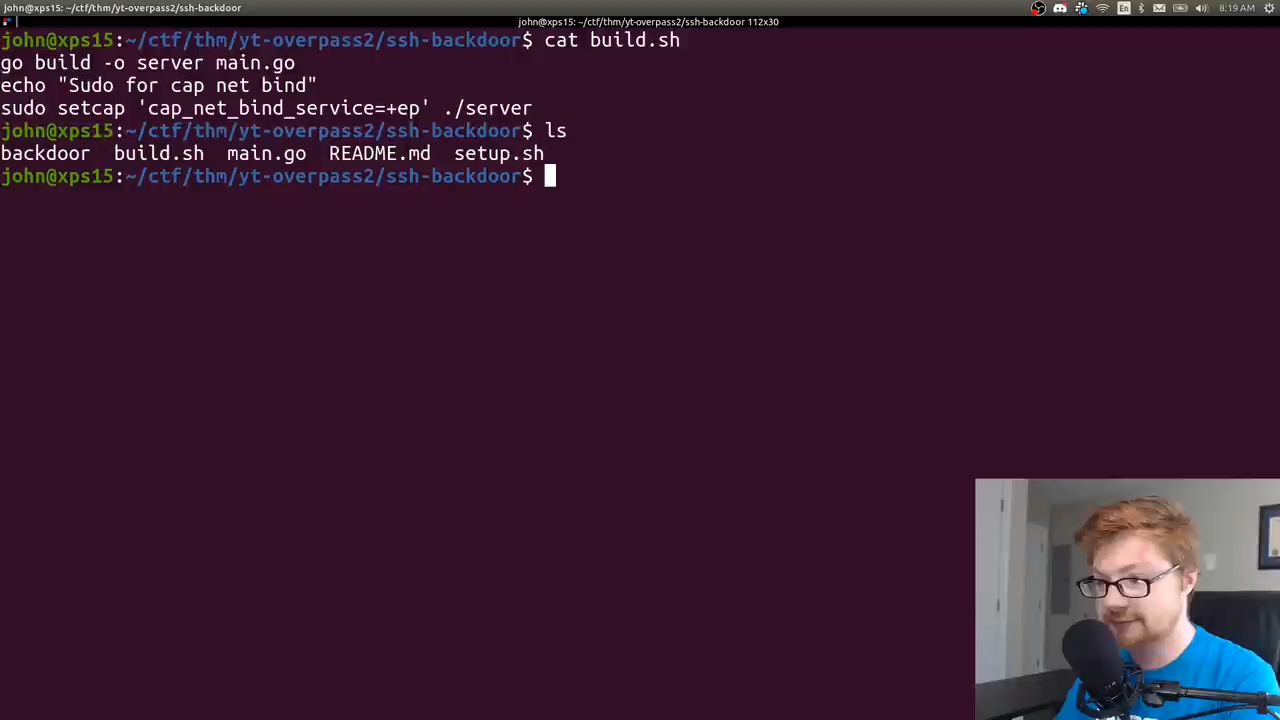 john@xps15: ~/ctf/thm/yt-overpass2/ssh-backdoor
En
8:19 AM
john@xps15: ~/ctf/thm/yt-overpass2/ssh-backdoor 112x30
john@xps15:~/ctf/thm/yt-overpass2/ssh-backdoor$ cat build.sh
go build -o server main.go
echo "Sudo for cap net bind"
sudo setcap 'cap_net_bind_service=+ep' ./server
john@xps15:~/ctf/thm/yt-overpass2/ssh-backdoor$ ls
backdoor build.sh main.go README.md setup.sh
john@xps15:~/ctf/thm/yt-overpass2/ssh-backdoor$